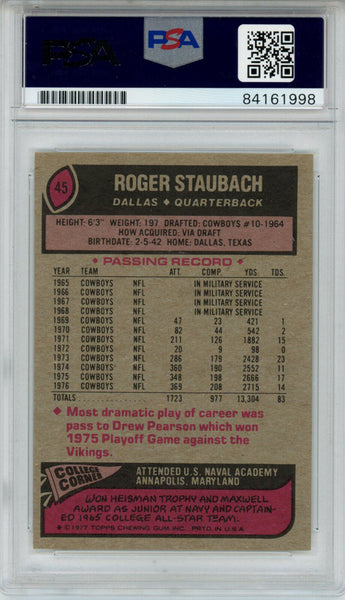 PSA PSA
84161998
45 ROGER STAUBACH
DALLAS ◆ QUARTERBACK
HEIGHT: 6'3" WEIGHT: 197 DRAFTED: COWBOYS #10-1964
HOW ACQUIRED: VIA DRAFT
BIRTHDATE: 2-5-42 HOME: DALLAS, TEXAS
◆ PASSING RECORD ◆
YEAR TEAM ATT. COMP. YDS. TDS.
1965 COWBOYS NFL IN MILITARY SERVICE
1966 COWBOYS NFL IN MILITARY SERVICE
1967 COWBOYS NFL IN MILITARY SERVICE
1968 COWBOYS NFL IN MILITARY SERVICE
1969 COWBOYS NFL 47 23 421 1
1970 COWBOYS NFL 82 44 542 2
1971 COWBOYS NFL 211 126 1882 15
1972 COWBOYS NFL 20 9 98 0
1973 COWBOYS NFL 286 179 2428 23
1974 COWBOYS NFL 360 190 2552 11
1975 COWBOYS NFL 348 198 2666 17
1976 COWBOYS NFL 369 208 2715 14
TOTALS 1723 977 13,304 83
◆ Most dramatic play of career was
pass to Drew Pearson which won
1975 Playoff Game against the
Vikings.
COLLEGE CORNER
ATTENDED U.S. NAVAL ACADEMY
ANNAPOLIS, MARYLAND
WON HEISMAN TROPHY AND MAXWELL
AWARD AS JUNIOR AT NAVY AND CAPTAIN-
ED 1965 COLLEGE ALL-STAR TEAM.
© 1977 TOPPS CHEWING GUM, INC. PRTD. IN U.S.A.